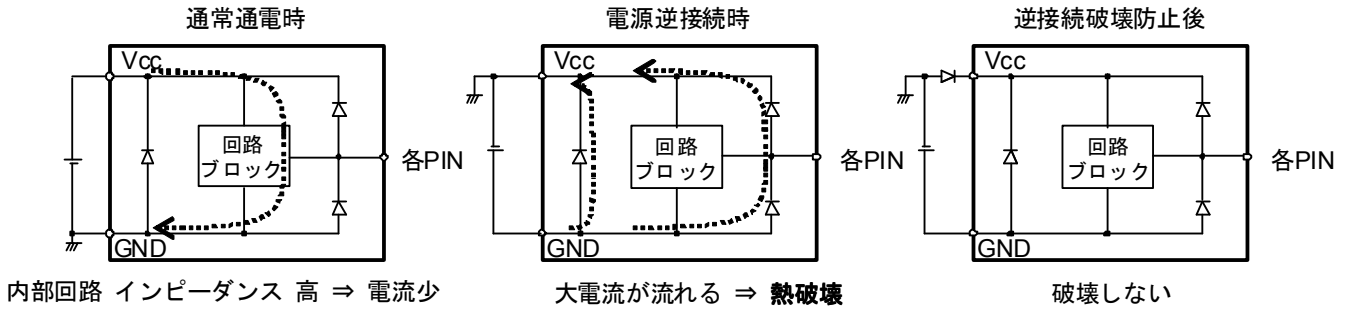 通常通電時
電源逆接続時
逆接続破壊防止後
Vcc
回路
ブロック
各PIN
GND
Vcc
回路
ブロック
各PIN
GND
Vcc
回路
ブロック
各PIN
GND
内部回路 インピーダンス 高 ⇒ 電流少
大電流が流れる ⇒ 熱破壊
破壊しない